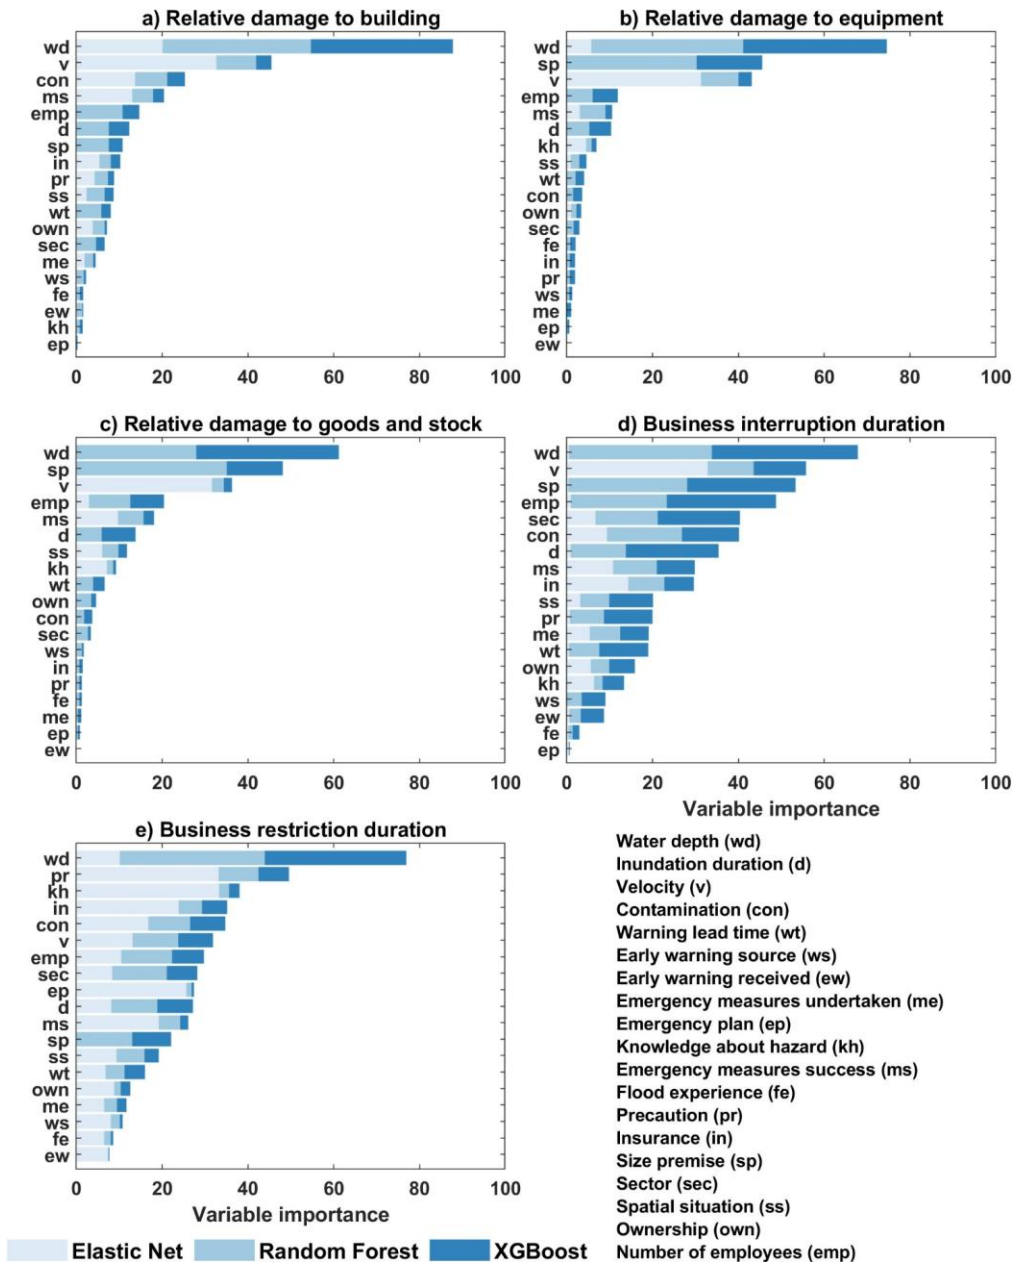 a) Relative damage to building
wd
v
con
ms
emp
d
sp
in
pr
ss
wt
own
sec
me
ws
fe
ew
kh
ep
0 20 40 60 80 100
b) Relative damage to equipment
wd
sp
v
emp
ms
d
kh
ss
wt
con
own
sec
fe
in
pr
ws
me
ep
ew
0 20 40 60 80 100
c) Relative damage to goods and stock
wd
sp
v
emp
ms
d
ss
kh
wt
own
con
sec
ws
in
pr
fe
me
ep
ew
0 20 40 60 80 100
d) Business interruption duration
wd
v
sp
emp
sec
con
d
ms
in
ss
pr
me
wt
own
kh
ws
ew
fe
ep
0 20 40 60 80 100
Variable importance
e) Business restriction duration
wd
pr
kh
in
con
v
emp
sec
ep
d
ms
sp
ss
wt
own
me
ws
fe
ew
0 20 40 60 80 100
Variable importance
Water depth (wd)
Inundation duration (d)
Velocity (v)
Contamination (con)
Warning lead time (wt)
Early warning source (ws)
Early warning received (ew)
Emergency measures undertaken (me)
Emergency plan (ep)
Knowledge about hazard (kh)
Emergency measures success (ms)
Flood experience (fe)
Precaution (pr)
Insurance (in)
Size premise (sp)
Sector (sec)
Spatial situation (ss)
Ownership (own)
Number of employees (emp)
Elastic Net Random Forest XGBoost